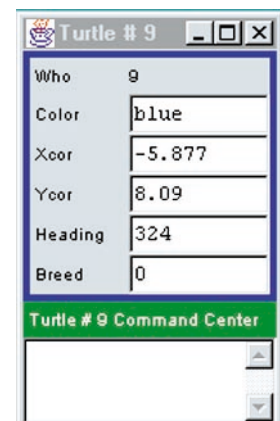 Turtle # 9
Who 9
Color blue
Xcor -5.877
Ycor 8.09
Heading 324
Breed 0
Turtle # 9 Command Center